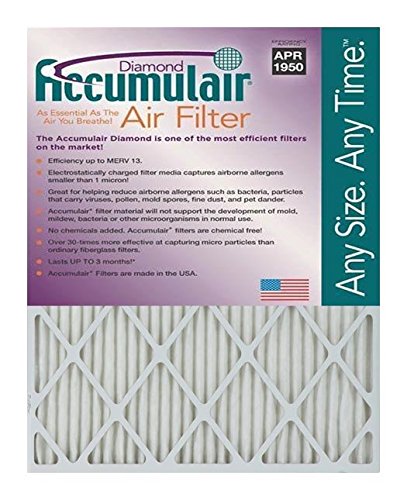 Diamond
Accumulair®
As Essential As The
Air You Breathe!
Air Filter
EFFICIENCY
RATING
APR
1950
The Accumulair Diamond is one of the most efficient filters
on the market!
• Efficiency up to MERV 13.
• Electrostatically charged filter media captures airborne allergens
smaller than 1 micron!
• Great for helping reduce airborne allergens such as bacteria, particles
that carry viruses, pollen, mold spores, fine dust, and pet dander.
• Accumulair® filter material will not support the development of mold,
mildew, bacteria or other microorganisms in normal use.
• No chemicals added. Accumulair® filters are chemical free!
• Over 30-times more effective at capturing micro particles than
ordinary fiberglass filters.
• Lasts UP TO 3 months!*
• Accumulair® Filters are made in the USA.
Any Size. Any Time.™